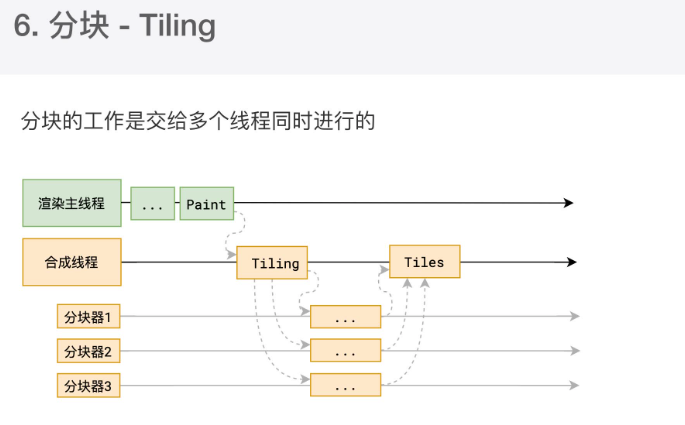 6. 分块 - Tiling
分块的工作是交给多个线程同时进行的
渲染主线程
...
Paint
合成线程
Tiling
Tiles
分块器1
...
分块器2
...
分块器3
...